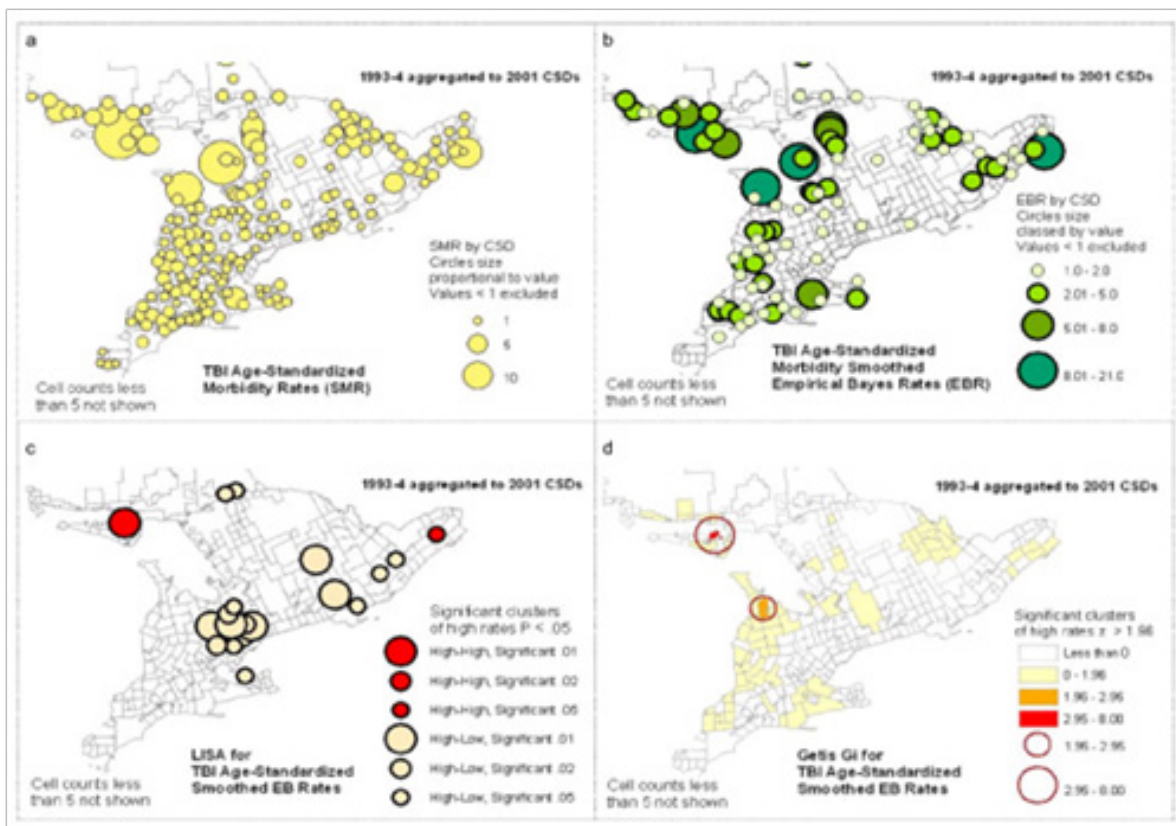 a
1993-4 aggregated to 2001 CSDs
SMR by CSD
Circles size
proportional to value
Values < 1 excluded
1
5
10
TBI Age-Standardized
Morbidity Rates (SMR)
Cell counts less
than 5 not shown
b
1993-4 aggregated to 2001 CSDs
EBR by CSD
Circles size
classed by value
Values < 1 excluded
1.0 - 2.0
2.01 - 5.0
5.01 - 8.0
8.01 - 21.0
TBI Age-Standardized
Morbidity Smoothed
Empirical Bayes Rates (EBR)
Cell counts less
than 5 not shown
c
1993-4 aggregated to 2001 CSDs
Significant clusters
of high rates P < .05
High-High, Significant .01
High-High, Significant .02
High-High, Significant .05
High-Low, Significant .01
High-Low, Significant .02
High-Low, Significant .05
LISA for
TBI Age-Standardized
Smoothed EB Rates
Cell counts less
than 5 not shown
d
1993-4 aggregated to 2001 CSDs
Significant clusters
of high rates z > 1.96
Less than 0
0 - 1.96
1.96 - 2.96
2.95 - 8.00
1.95 - 2.95
2.95 - 8.00
Getis Gi for
TBI Age-Standardized
Smoothed EB Rates
Cell counts less
than 5 not shown